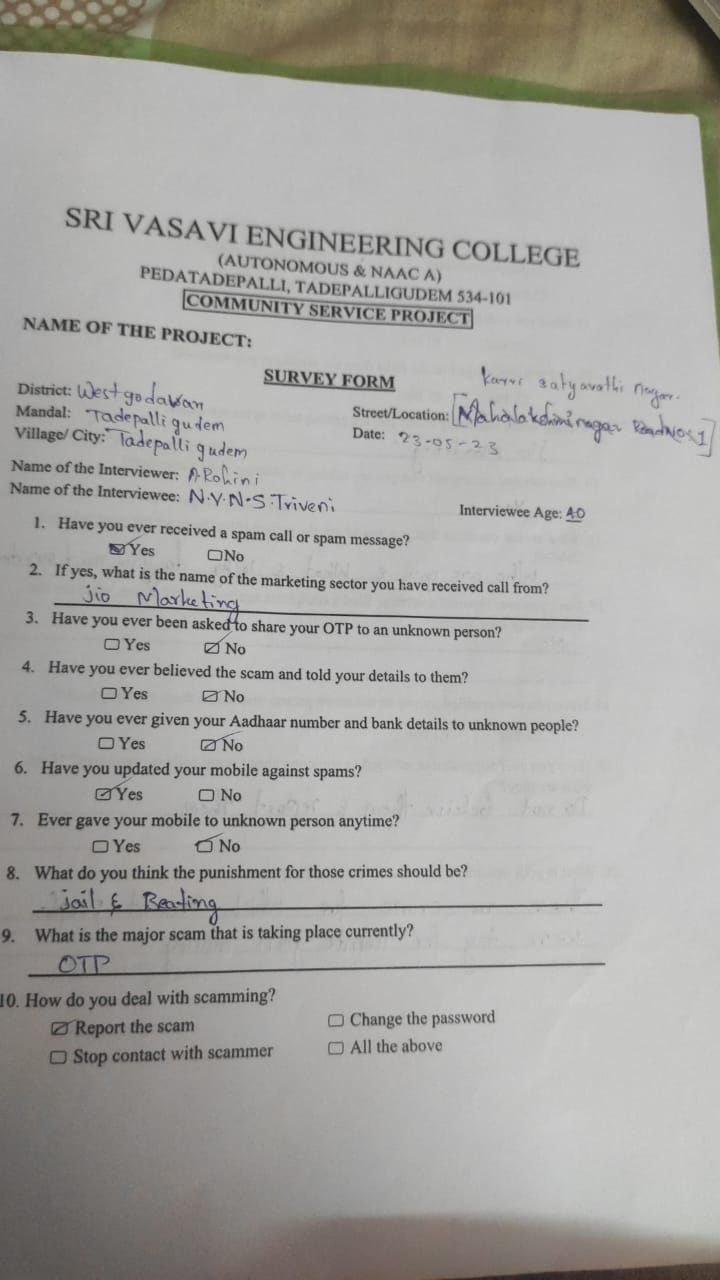 SRI VASAVI ENGINEERING COLLEGE
(AUTONOMOUS & NAAC A)
PEDATADEPALLI, TADEPALLIGUDEM 534-101
COMMUNITY SERVICE PROJECT
NAME OF THE PROJECT:
SURVEY FORM
satyavathi nagar.
District: Westgodavari
Street/Location: [Mahalakshmi nagar Road No 1]
Mandal: Tadepalligudem
Date: 23-05-23
Village/ City: Tadepalligudem
Name of the Interviewer: A.Rohini
Name of the Interviewee: N.V.N.S.Triveni
Interviewee Age: 40
1. Have you ever received a spam call or spam message?
☑Yes ☐No
2. If yes, what is the name of the marketing sector you have received call from?
jio Marketing
3. Have you ever been asked to share your OTP to an unknown person?
☐ Yes ☑ No
4. Have you ever believed the scam and told your details to them?
☐ Yes ☑ No
5. Have you ever given your Aadhaar number and bank details to unknown people?
☐ Yes ☑ No
6. Have you updated your mobile against spams?
☑ Yes ☐ No
7. Ever gave your mobile to unknown person anytime?
☐ Yes ☑ No
8. What do you think the punishment for those crimes should be?
jail & Beating
9. What is the major scam that is taking place currently?
OTP
10. How do you deal with scamming?
☑ Report the scam ☐ Change the password
☐ Stop contact with scammer ☐ All the above